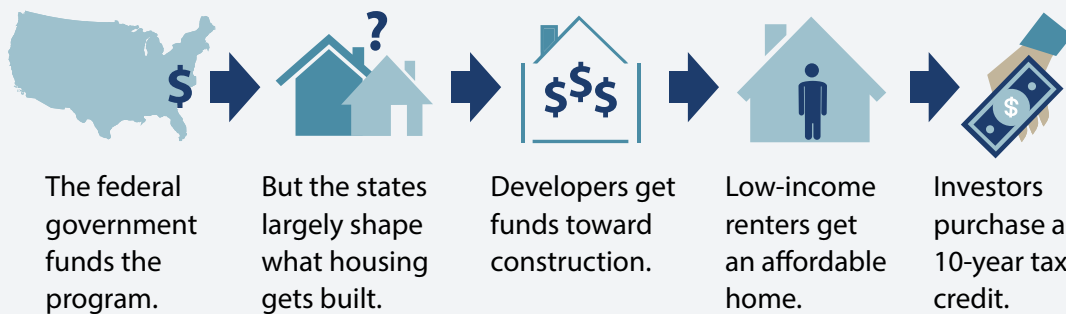 $
?
$$$
$
The federal
government
funds the
program.
But the states
largely shape
what housing
gets built.
Developers get
funds toward
construction.
Low-income
renters get
an affordable
home.
Investors
purchase a
10-year tax
credit.